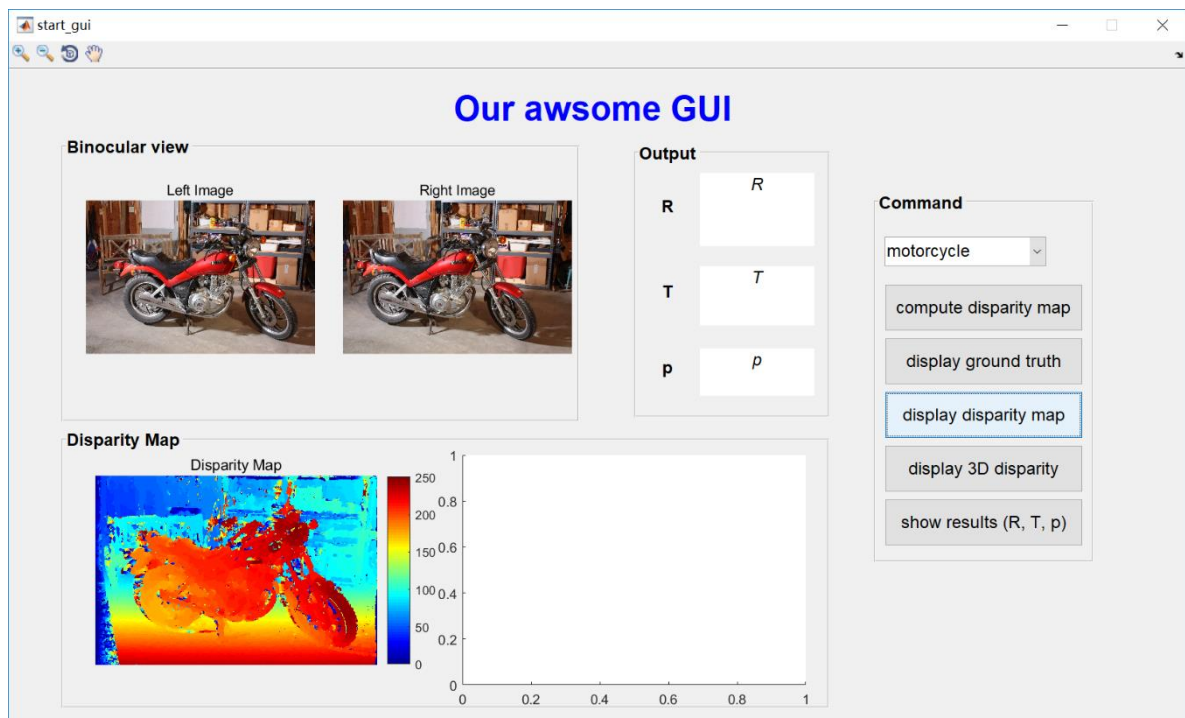 start_gui
Our awsome GUI
Binocular view
Left Image
Right Image
Output
R
R
T
T
p
p
Command
motorcycle
compute disparity map
display ground truth
display disparity map
display 3D disparity
show results (R, T, p)
Disparity Map
Disparity Map
250
200
150
100
50
0
1
0.8
0.6
0.4
0.2
0
0
0.2
0.4
0.6
0.8
1